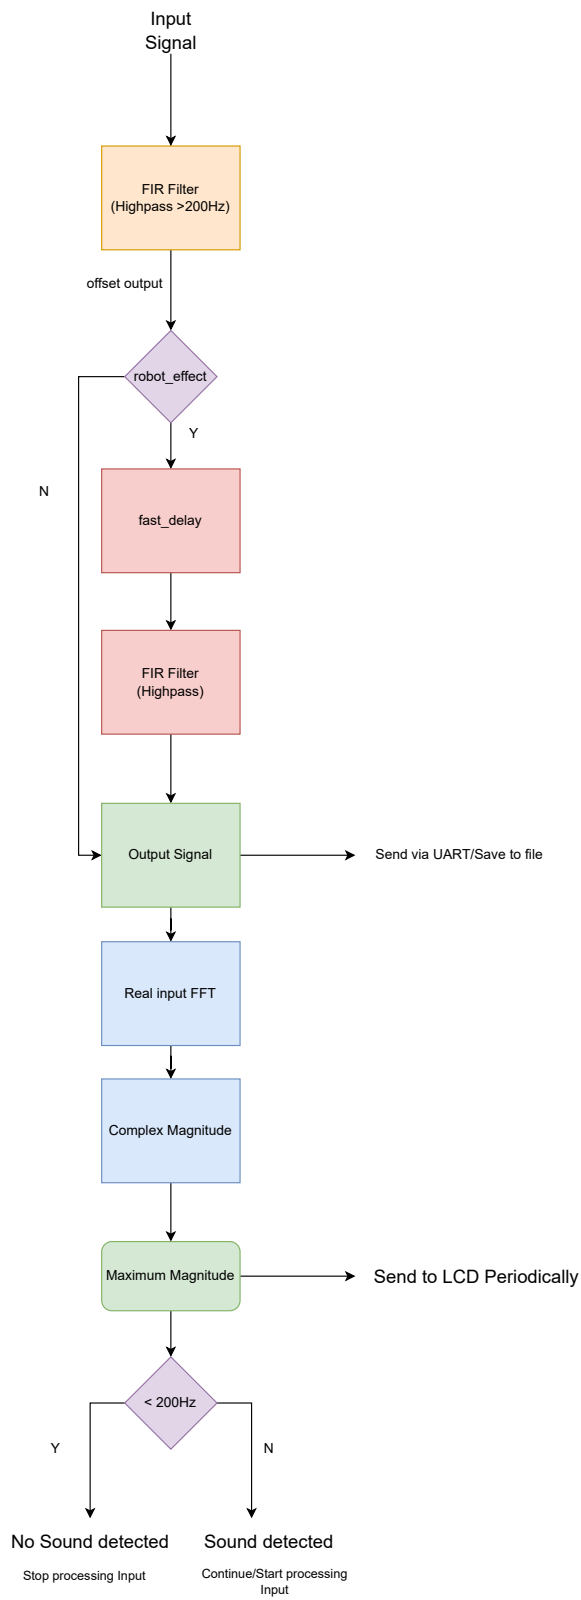 Input
Signal
FIR Filter
(Highpass >200Hz)
offset output
robot_effect
Y
N
fast_delay
FIR Filter
(Highpass)
Output Signal
Send via UART/Save to file
Real input FFT
Complex Magnitude
Maximum Magnitude
Send to LCD Periodically
< 200Hz
Y
N
No Sound detected
Stop processing Input
Sound detected
Continue/Start processing
Input